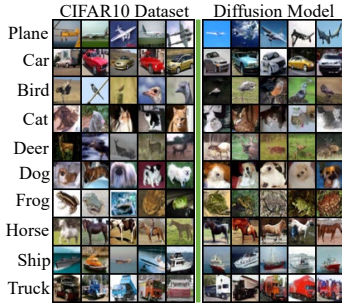 CIFAR10 Dataset Diffusion Model
Plane
Car
Bird
Cat
Deer
Dog
Frog
Horse
Ship
Truck